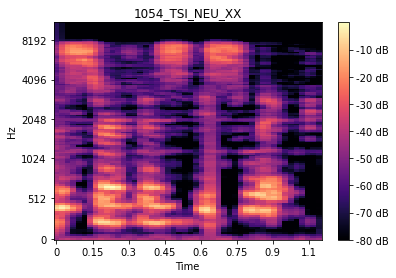 1054_TSI_NEU_XX
8192
4096
2048
1024
512
0
Hz
0
0.15
0.3
0.45
0.6
0.75
0.9
1.1
Time
-10 dB
-20 dB
-30 dB
-40 dB
-50 dB
-60 dB
-70 dB
-80 dB